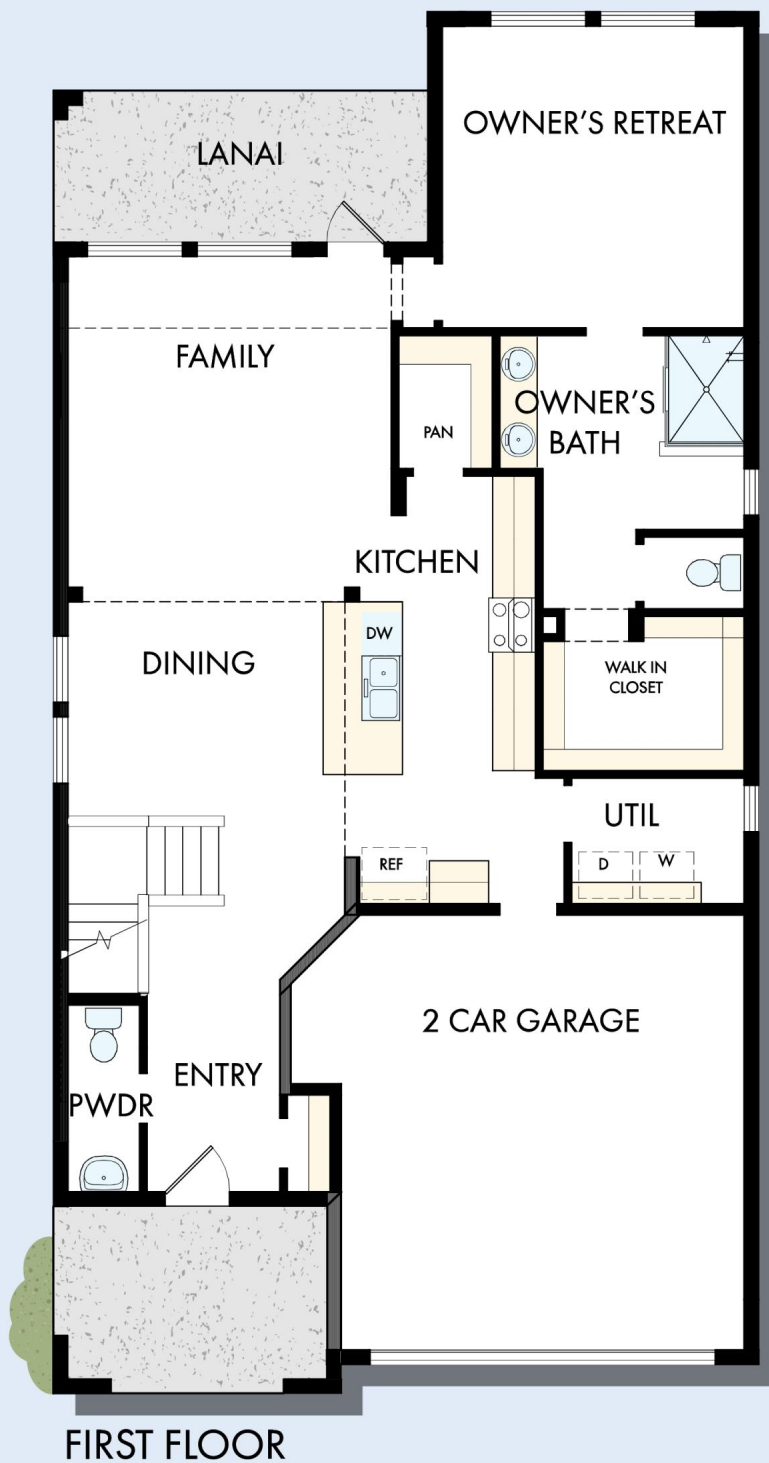 OWNER'S RETREAT
LANAI
FAMILY
PAN
OWNER'S
BATH
KITCHEN
DW
DINING
WALK IN
CLOSET
UTIL
REF
D
W
2 CAR GARAGE
ENTRY
PWDR
FIRST FLOOR